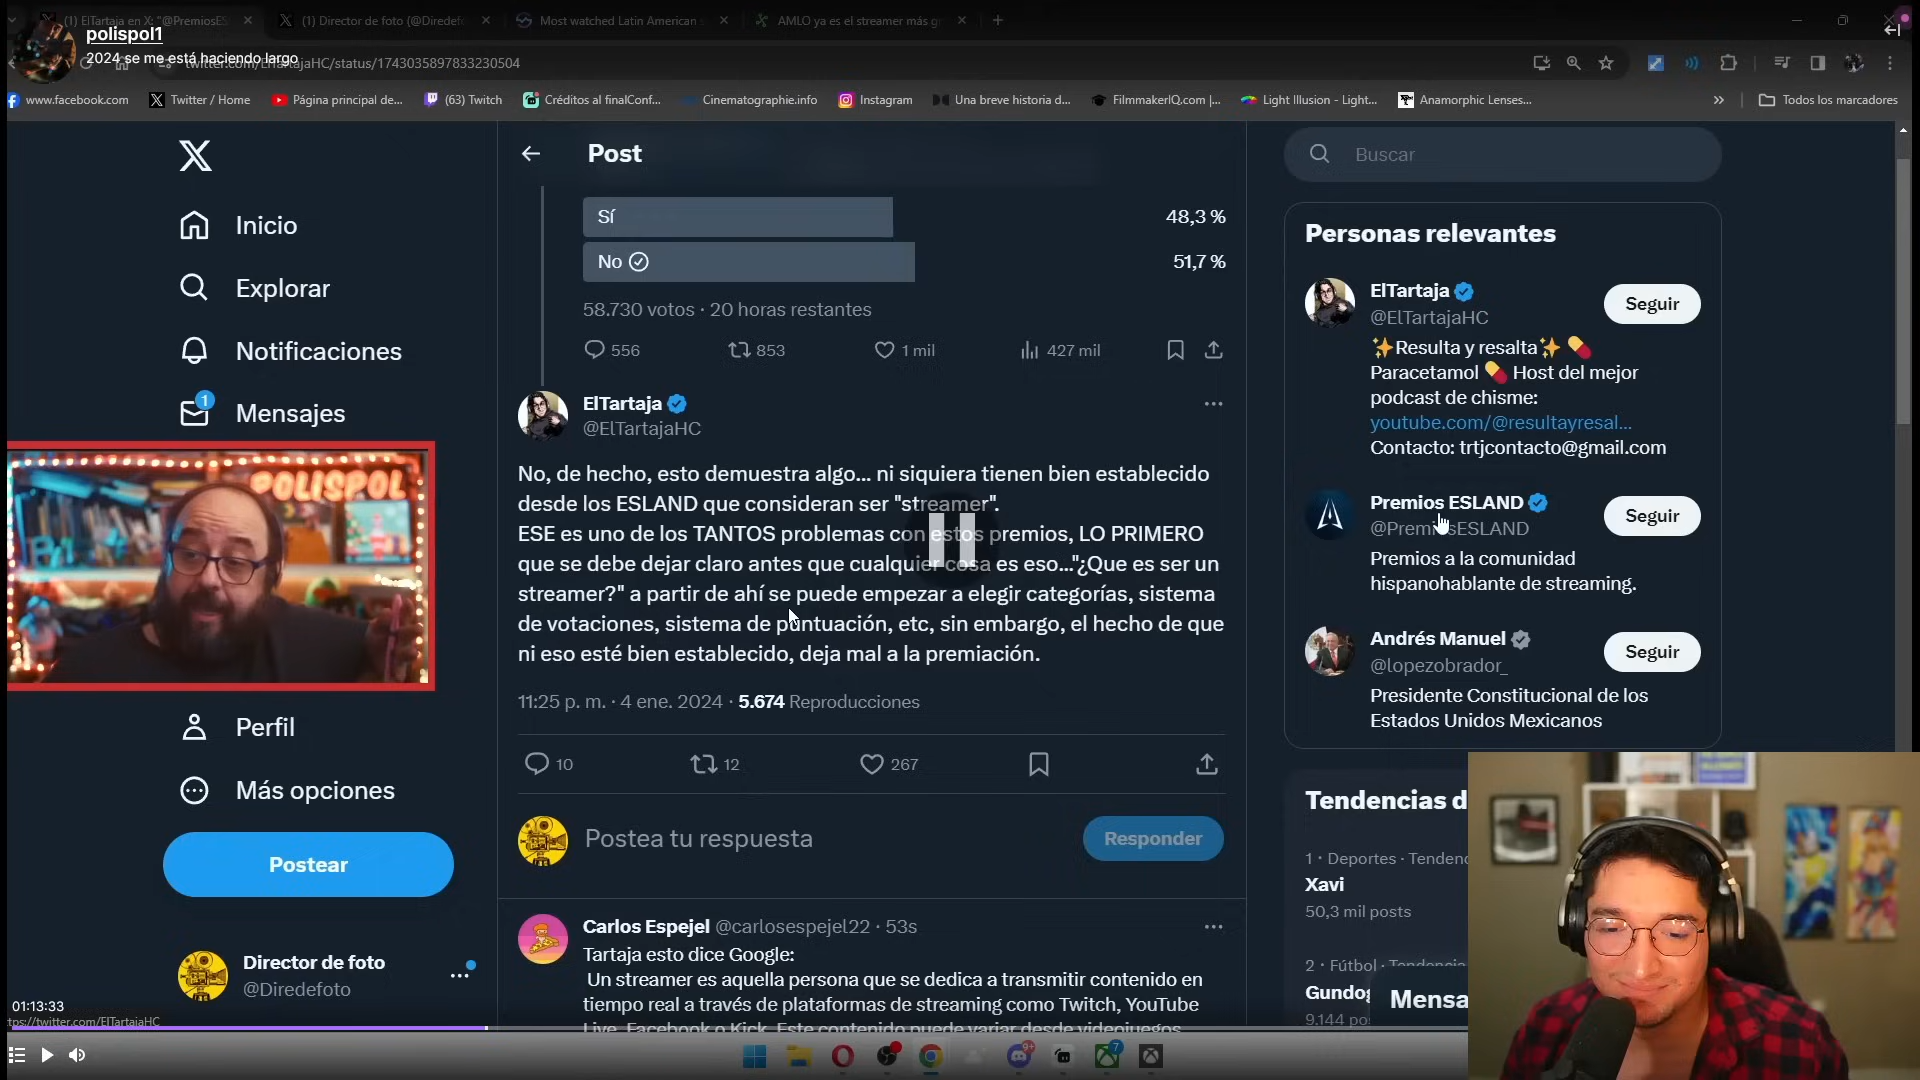 (1) ElTartaja en X: "@PremiosES
(1) Director de foto (@Diredefo
Most watched Latin American s
AMLO ya es el streamer más g
polispol1
2024 se me está haciendo largo
twitter.com/ElTartajaHC/status/1743035897833230504
www.facebook.com
Twitter / Home
Página principal de...
(63) Twitch
Créditos al finalConf...
Cinematographie.info
Instagram
Una breve historia d...
FilmmakerIQ.com |...
Light Illusion - Light...
Anamorphic Lenses...
»
Todos los marcadores
Inicio
Explorar
Notificaciones
1
Mensajes
POLISPOL
Perfil
Más opciones
Postear
Director de foto
@Diredefoto
Post
Sí
48,3 %
No
51,7 %
58.730 votos · 20 horas restantes
556
853
1 mil
427 mil
ElTartaja
@ElTartajaHC
No, de hecho, esto demuestra algo... ni siquiera tienen bien establecido
desde los ESLAND que consideran ser "streamer".
ESE es uno de los TANTOS problemas con estos premios, LO PRIMERO
que se debe dejar claro antes que cualquier cosa es eso..."¿Que es ser un
streamer?" a partir de ahí se puede empezar a elegir categorías, sistema
de votaciones, sistema de puntuación, etc, sin embargo, el hecho de que
ni eso esté bien establecido, deja mal a la premiación.
11:25 p. m. · 4 ene. 2024 · 5.674 Reproducciones
10
12
267
Postea tu respuesta
Responder
Carlos Espejel @carlosespejel22 · 53s
Tartaja esto dice Google:
Un streamer es aquella persona que se dedica a transmitir contenido en
tiempo real a través de plataformas de streaming como Twitch, YouTube
Live, Facebook o Kick. Este contenido puede variar desde videojuegos
Buscar
Personas relevantes
ElTartaja
@ElTartajaHC
Seguir
✨Resulta y resalta✨ 💊
Paracetamol 💊 Host del mejor
podcast de chisme:
youtube.com/@resultayresal...
Contacto: trtjcontacto@gmail.com
Premios ESLAND
@PremiosESLAND
Seguir
Premios a la comunidad
hispanohablante de streaming.
Andrés Manuel
@lopezobrador_
Seguir
Presidente Constitucional de los
Estados Unidos Mexicanos
Tendencias d
1 · Deportes · Tendenc
Xavi
50,3 mil posts
2 · Fútbol · Tendencia
Gundog
9.144 po
Mensa
01:13:33
ttps://twitter.com/ElTartajaHC
9+
7